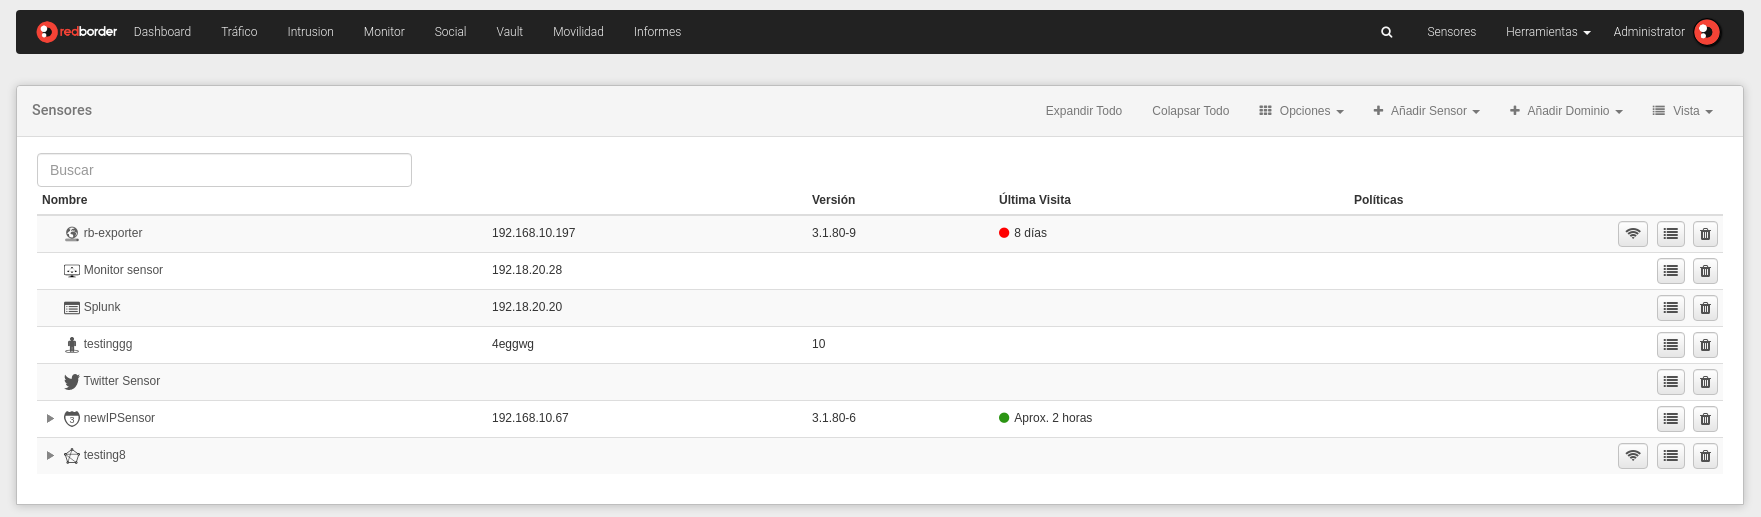 redborder Dashboard Tráfico Intrusion Monitor Social Vault Movilidad Informes Sensores Herramientas Administrator
Sensores Expandir Todo Colapsar Todo Opciones Añadir Sensor Añadir Dominio Vista
Buscar
Nombre Versión Última Visita Políticas
rb-exporter 192.168.10.197 3.1.80-9 8 días
Monitor sensor 192.18.20.28
Splunk 192.18.20.20
testinggg 4eggwg 10
Twitter Sensor
3 newIPSensor 192.168.10.67 3.1.80-6 Aprox. 2 horas
testing8